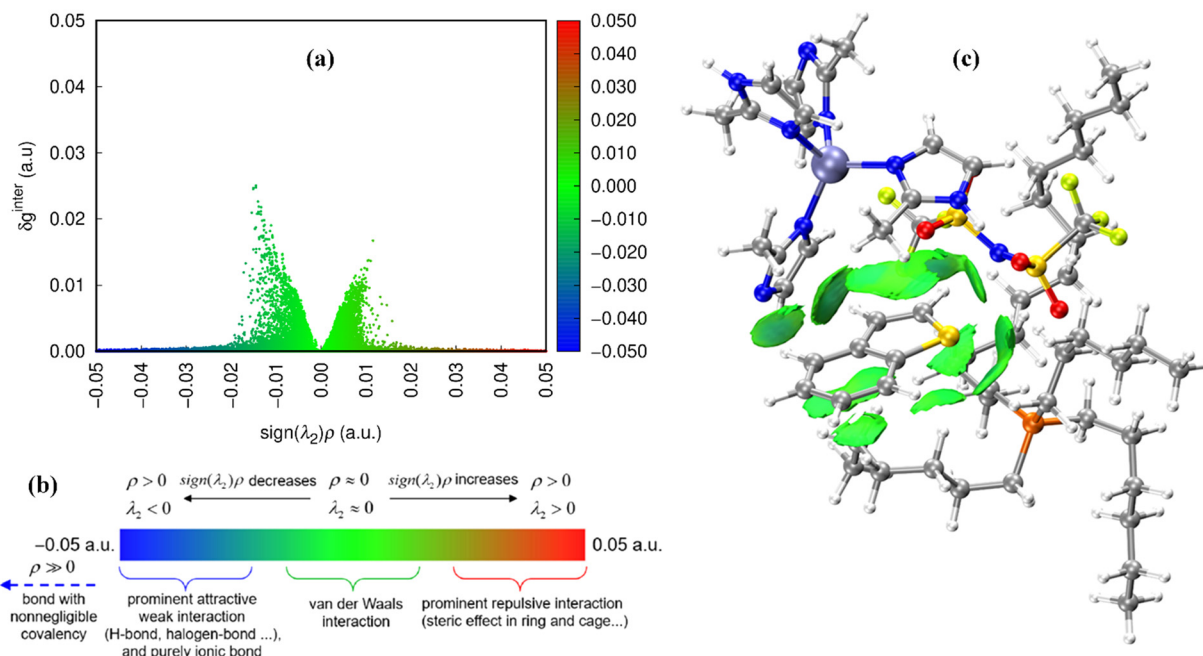 (a)
0.05
0.04
0.03
0.02
0.01
0.00
δg^inter (a.u)
−0.05
−0.04
−0.03
−0.02
−0.01
0.00
0.01
0.02
0.03
0.04
0.05
sign(λ₂)ρ (a.u.)
0.050
0.040
0.030
0.020
0.010
0.000
−0.010
−0.020
−0.030
−0.040
−0.050
(c)
(b)
ρ > 0 sign(λ₂)ρ decreases ρ ≈ 0 sign(λ₂)ρ increases ρ > 0
λ₂ < 0 λ₂ ≈ 0 λ₂ > 0
−0.05 a.u. 0.05 a.u.
ρ ≫ 0
bond with
nonnegligible
covalency
prominent attractive
weak interaction
(H-bond, halogen-bond ...),
and purely ionic bond
van der Waals
interaction
prominent repulsive interaction
(steric effect in ring and cage...)